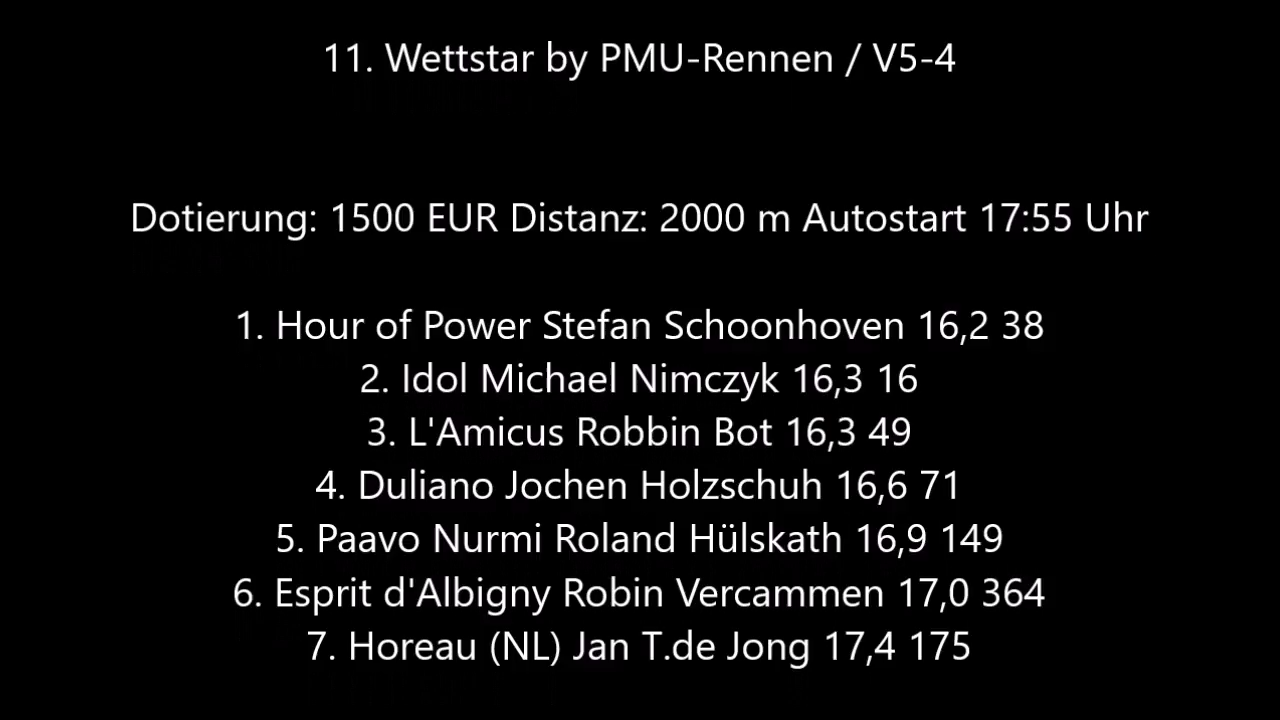 11. Wettstar by PMU-Rennen / V5-4
Dotierung: 1500 EUR Distanz: 2000 m Autostart 17:55 Uhr
1. Hour of Power Stefan Schoonhoven 16,2 38
2. Idol Michael Nimczyk 16,3 16
3. L'Amicus Robbin Bot 16,3 49
4. Duliano Jochen Holzschuh 16,6 71
5. Paavo Nurmi Roland Hülskath 16,9 149
6. Esprit d'Albigny Robin Vercammen 17,0 364
7. Horeau (NL) Jan T.de Jong 17,4 175